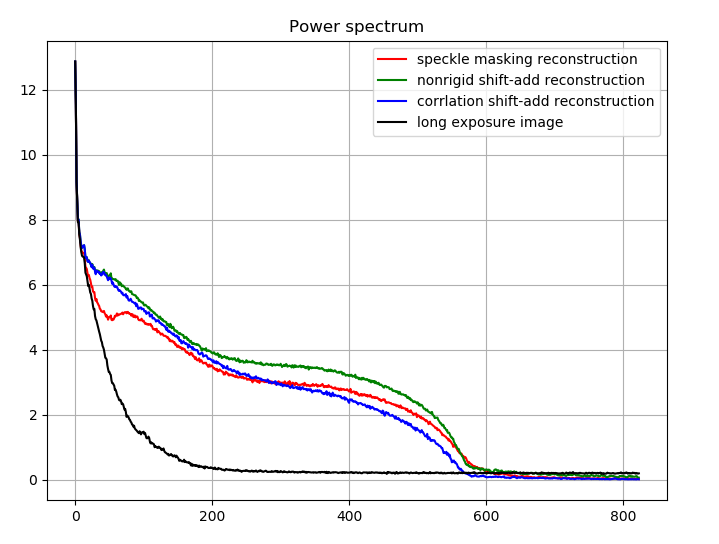 Power spectrum
speckle masking reconstruction
nonrigid shift-add reconstruction
corrlation shift-add reconstruction
long exposure image
12
10
8
6
4
2
0
0 200 400 600 800